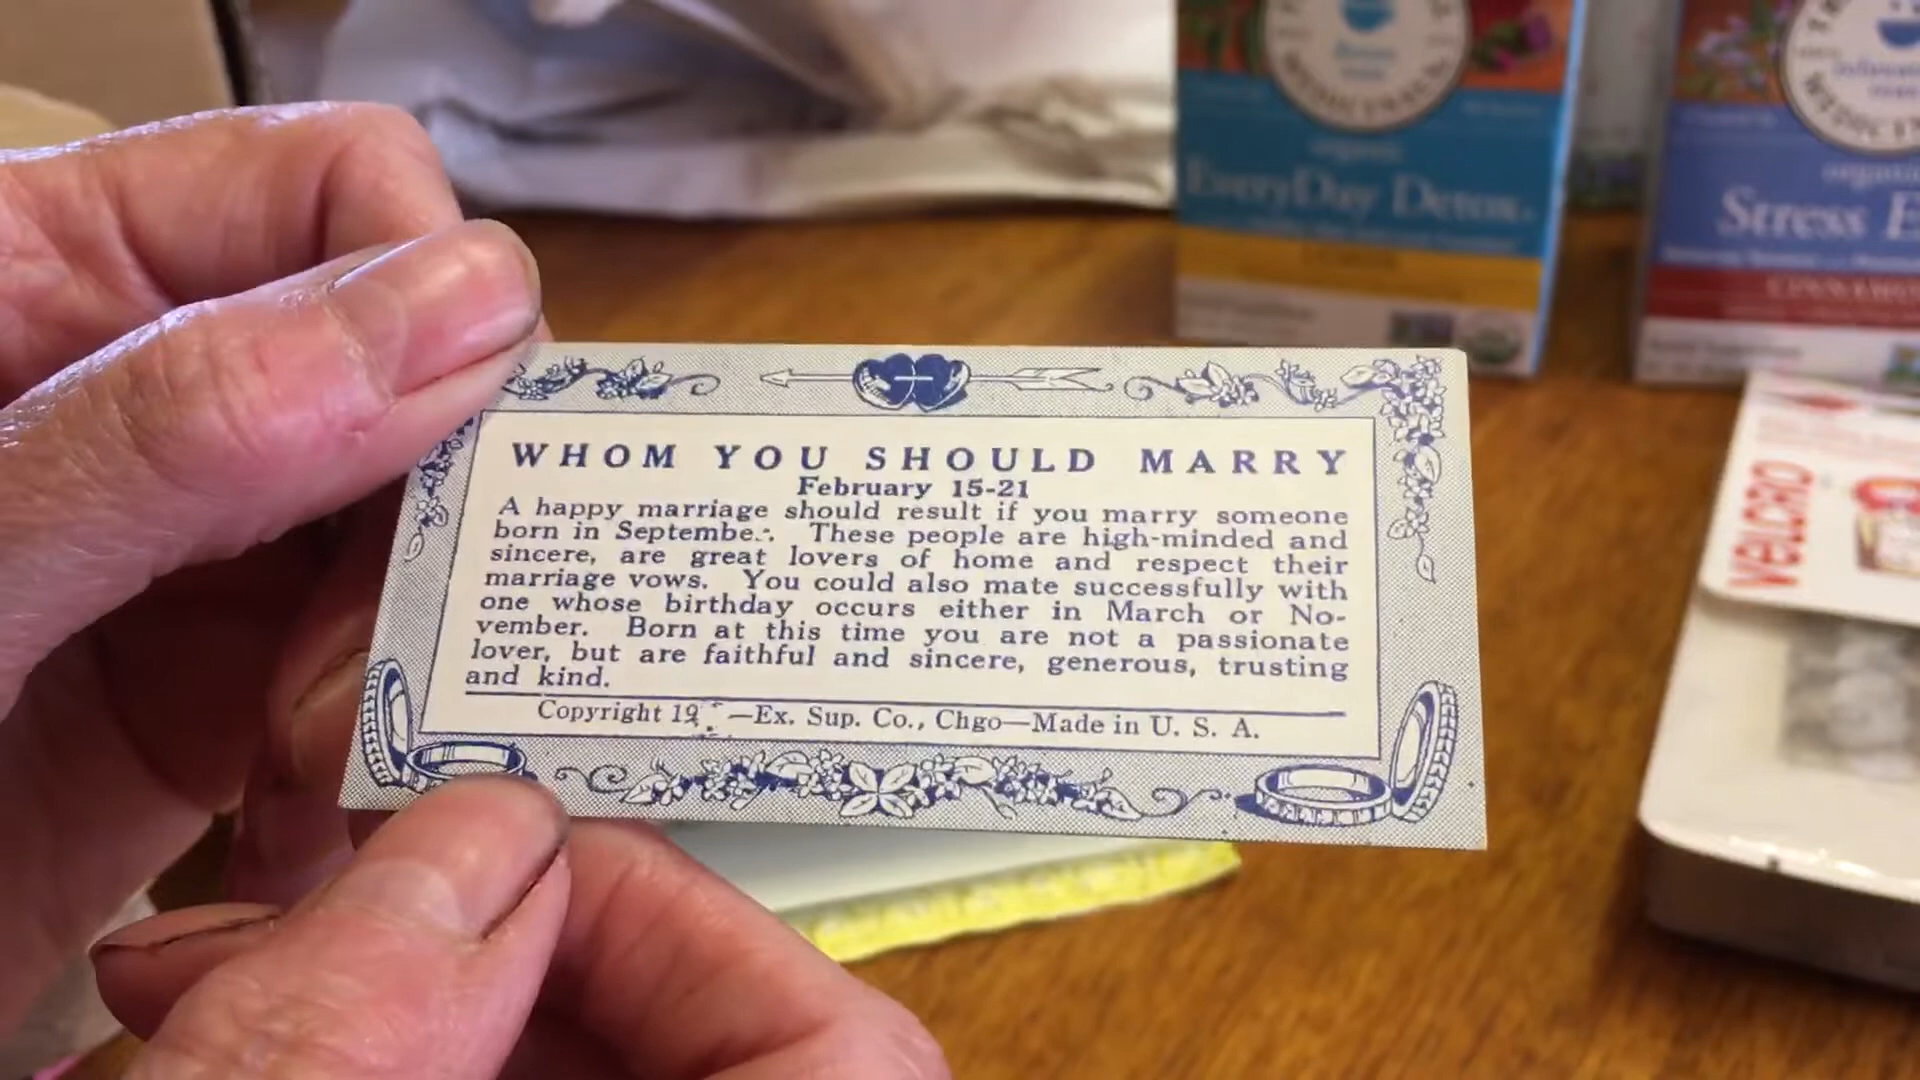 WHOM YOU SHOULD MARRY
February 15-21
A happy marriage should result if you marry someone
born in Septembe.. These people are high-minded and
sincere, are great lovers of home and respect their
marriage vows. You could also mate successfully with
one whose birthday occurs either in March or No-
vember. Born at this time you are not a passionate
lover, but are faithful and sincere, generous, trusting
and kind.
Copyright 19 —Ex. Sup. Co., Chgo—Made in U. S. A.
MEDICINALS
organic
EveryDay Detox
organic
Stress E
CINNAMO
VELCRO